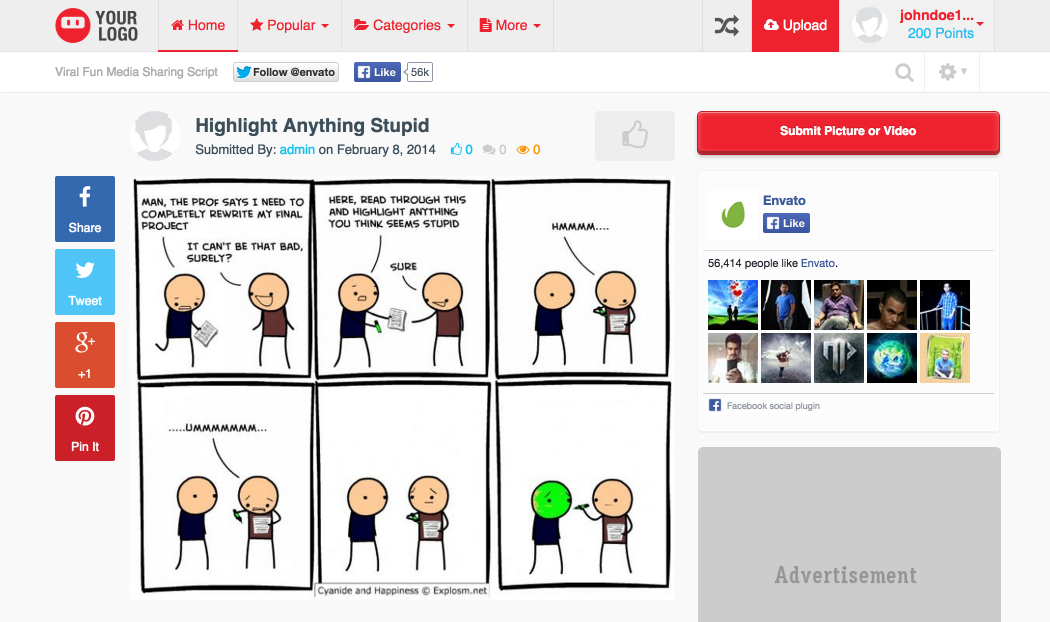 YOUR
LOGO
Home
Popular
Categories
More
Upload
johndoe1...
200 Points
Viral Fun Media Sharing Script
Follow @envato
Like
56k
Highlight Anything Stupid
Submitted By: admin on February 8, 2014
0
0
0
Submit Picture or Video
Share
Tweet
g+
+1
Pin It
MAN, THE PROF SAYS I NEED TO
COMPLETELY REWRITE MY FINAL
PROJECT
IT CAN'T BE THAT BAD,
SURELY?
HERE, READ THROUGH THIS
AND HIGHLIGHT ANYTHING
YOU THINK SEEMS STUPID
SURE
HMMMM....
.....UMMMMMMM...
Cyanide and Happiness © Explosm.net
Envato
Like
56,414 people like Envato.
Facebook social plugin
Advertisement